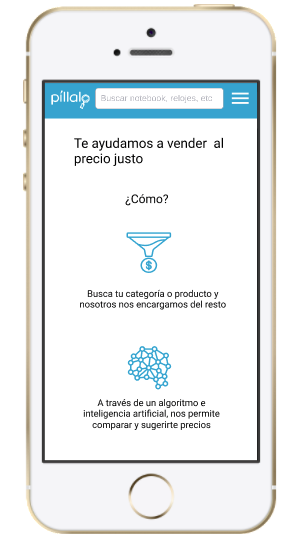 píllalo
Buscar notebook, relojes, etc
Te ayudamos a vender al
precio justo
¿Cómo?
$
Busca tu categoría o producto y
nosotros nos encargamos del resto
A través de un algoritmo e
inteligencia artificial, nos permite
comparar y sugerirte precios